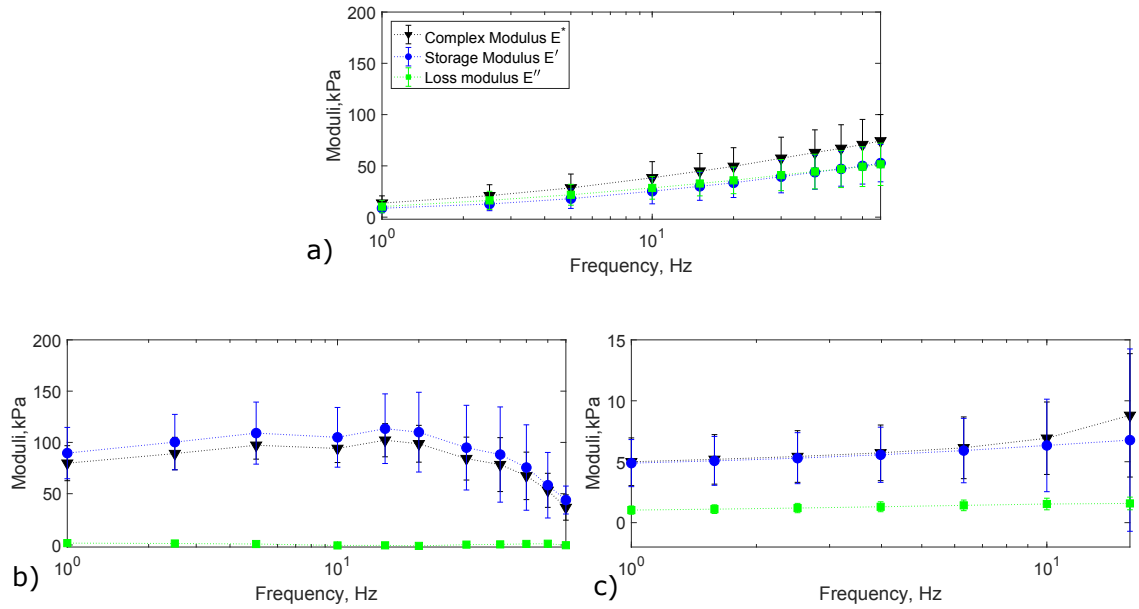 200
150
100
50
0
Moduli,kPa
Complex Modulus E*
Storage Modulus E′
Loss modulus E′′
10⁰
10¹
Frequency, Hz
a)
200
150
100
50
0
Moduli,kPa
10⁰
10¹
Frequency, Hz
b)
15
10
5
0
Moduli,kPa
10⁰
10¹
Frequency, Hz
c)